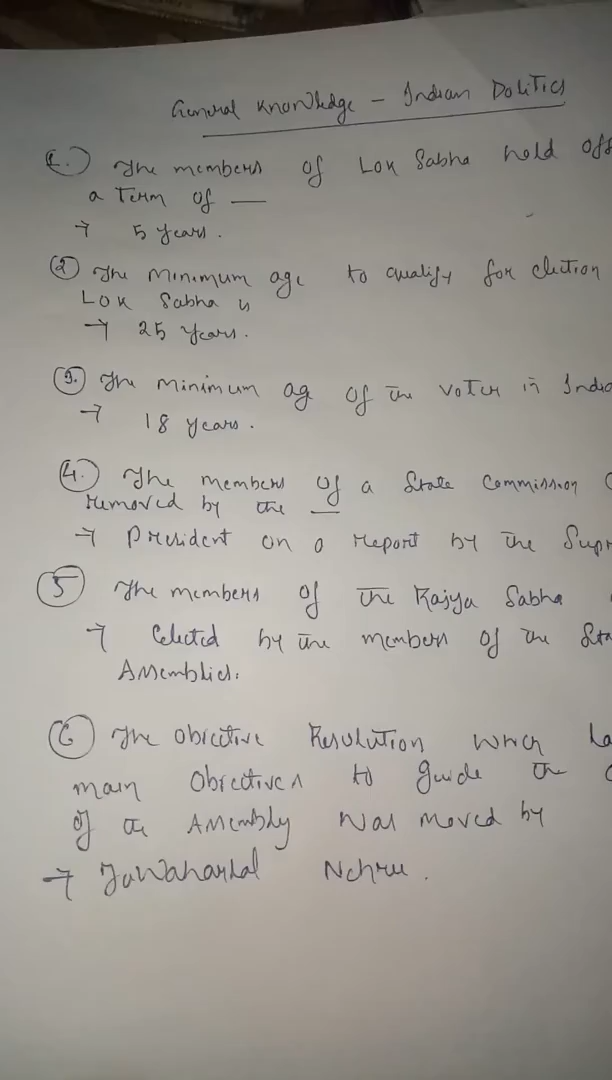 General Knowledge – Indian Politics
1. The members of Lok Sabha hold off
a term of —
→ 5 years.
2 The minimum age to qualify for election
Lok Sabha is
→ 25 years.
3. The minimum age of the voter in India
→ 18 years.
4. The members of a State Commission
removed by the —
→ President on a report by the Supr
5 The members of the Rajya Sabha
→ elected by the members of the Sta
Assemblies.
6 The objective Resolution which la
main objectives to guide the
of the Assembly was moved by
→ Jawaharlal Nehru.